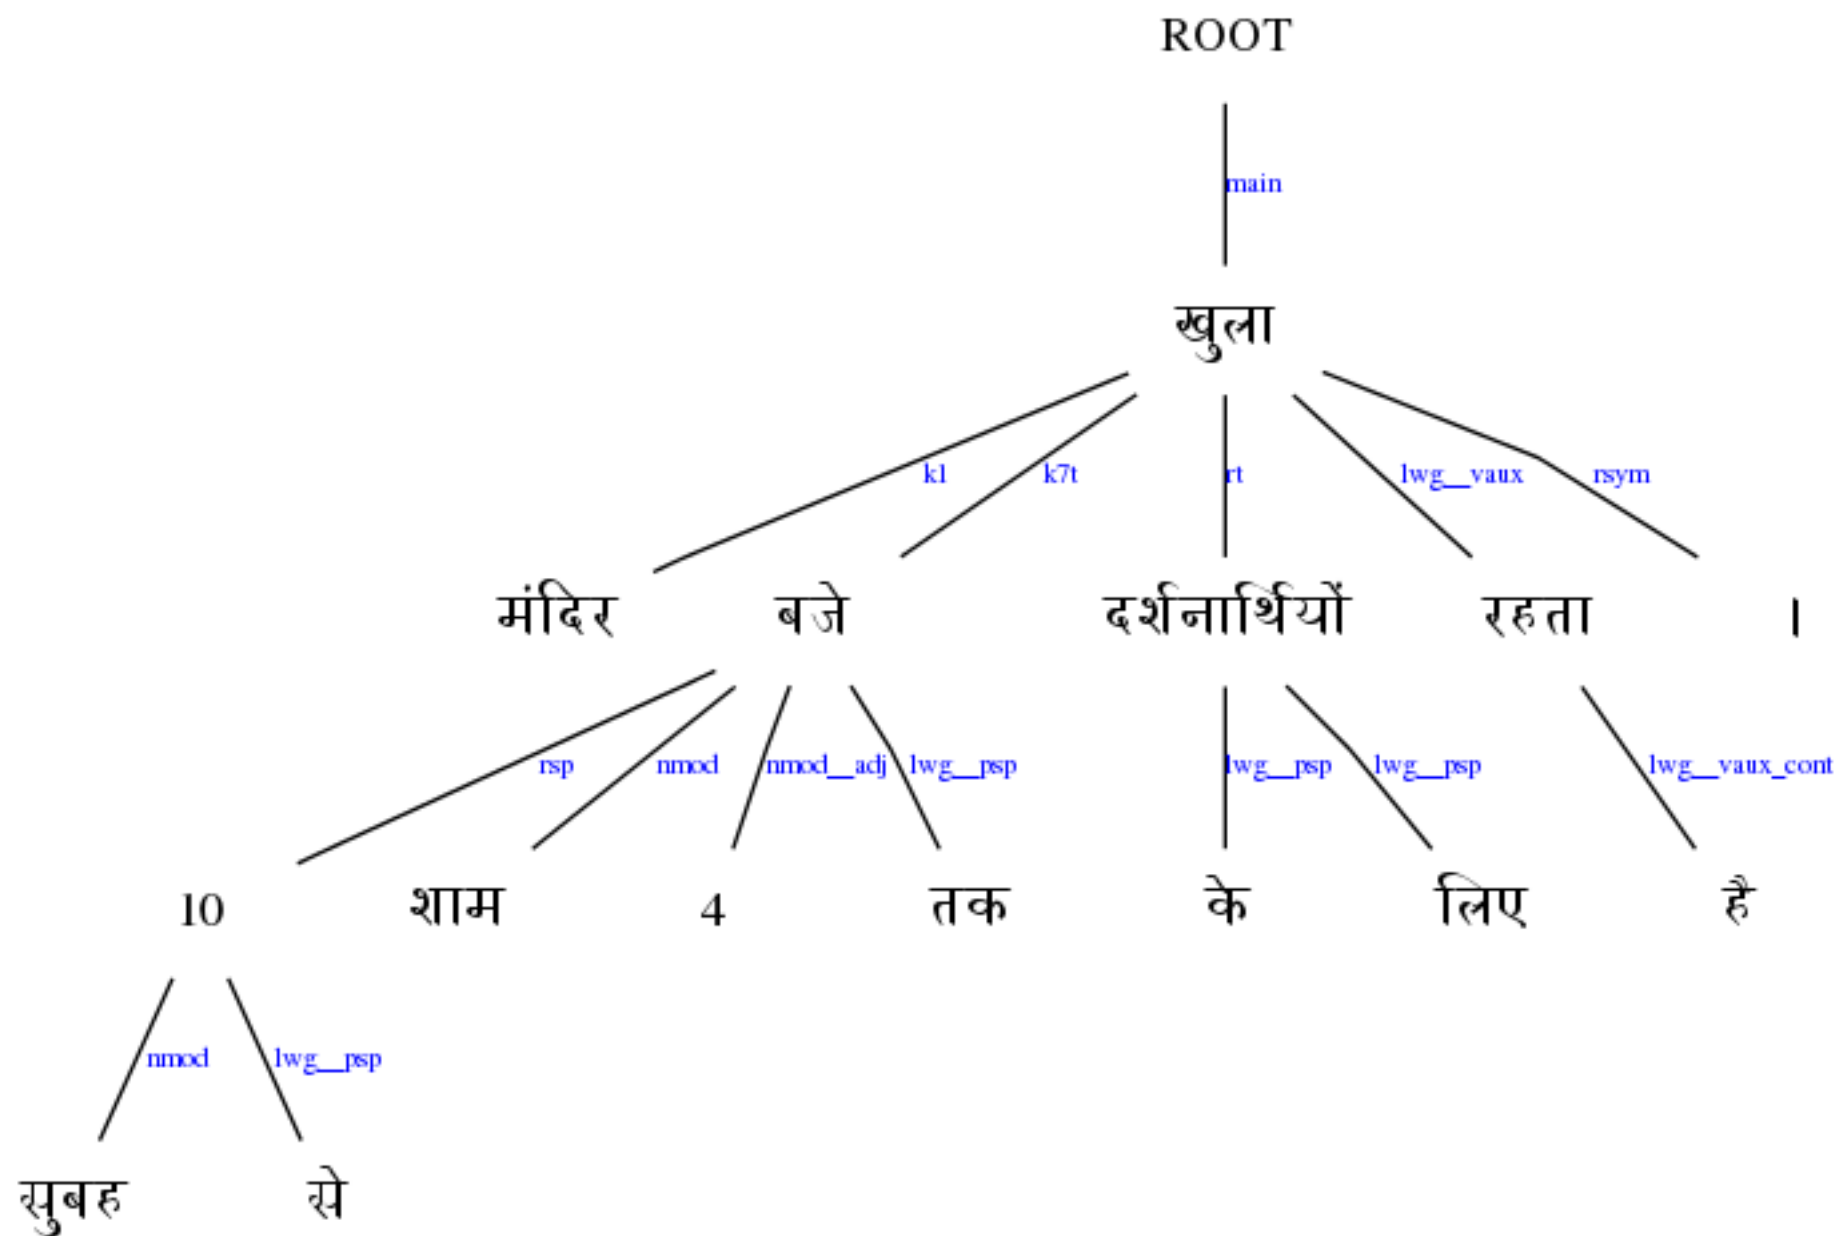 ROOT
main
खुला
k1 k7t rt lwg__vaux rsym
मंदिर बजे दर्शनार्थियों रहता ।
rsp nmod nmod__adj lwg__psp lwg__psp lwg__psp lwg__vaux_cont
10 शाम 4 तक के लिए है
nmod lwg__psp
सुबह से